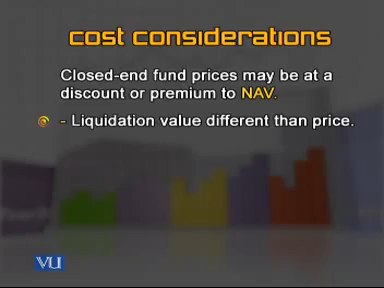 cost considerations
Closed-end fund prices may be at a
discount or premium to NAV.
- Liquidation value different than price.
VU